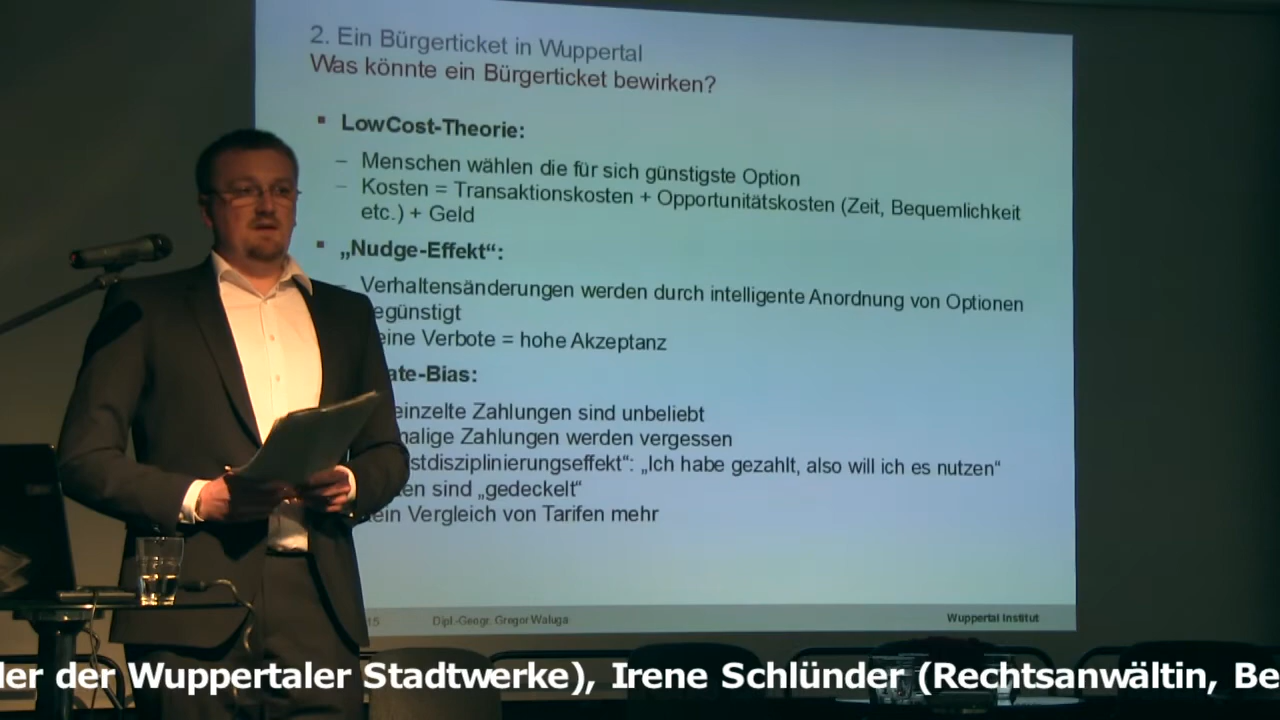 2. Ein Bürgerticket in Wuppertal
Was könnte ein Bürgerticket bewirken?
▪ LowCost-Theorie:
– Menschen wählen die für sich günstigste Option
– Kosten = Transaktionskosten + Opportunitätskosten (Zeit, Bequemlichkeit
etc.) + Geld
▪ „Nudge-Effekt“:
– Verhaltensänderungen werden durch intelligente Anordnung von Optionen
egünstigt
eine Verbote = hohe Akzeptanz
ate-Bias:
einzelte Zahlungen sind unbeliebt
malige Zahlungen werden vergessen
stdisziplinierungseffekt“: „Ich habe gezahlt, also will ich es nutzen“
en sind „gedeckelt“
ein Vergleich von Tarifen mehr
15 Dipl.-Geogr. Gregor Waluga Wuppertal Institut
der der Wuppertaler Stadtwerke), Irene Schlünder (Rechtsanwältin, Be